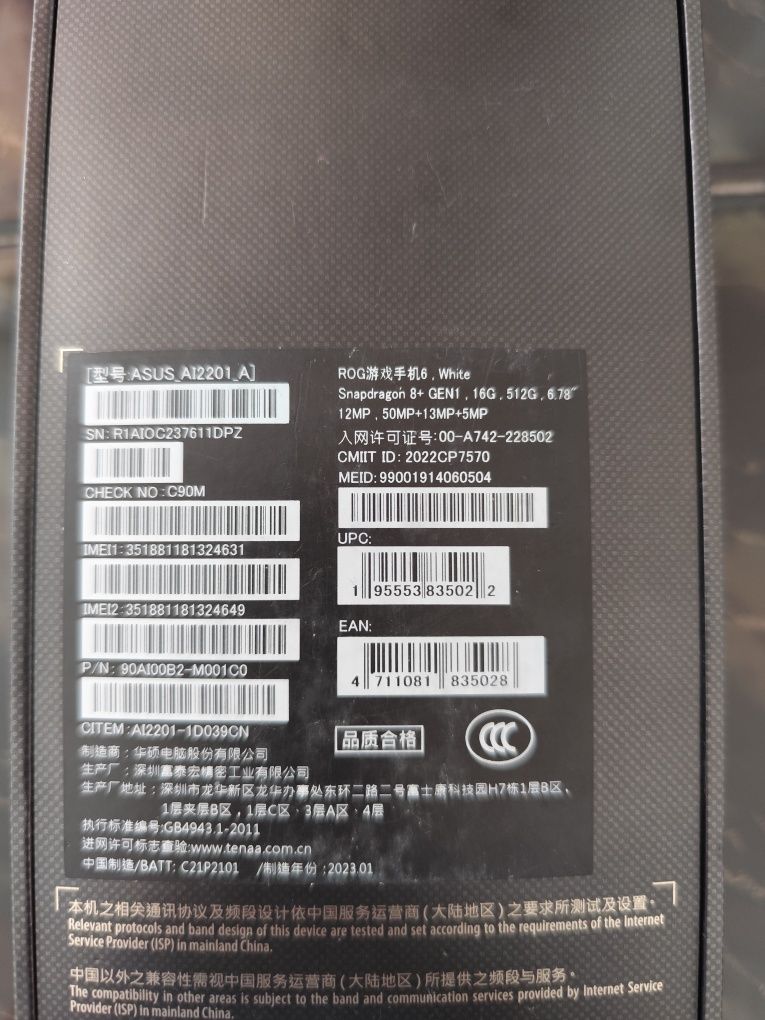 [型号:ASUS_AI2201_A]
SN: R1AIOC237611DPZ
CHECK NO : C90M
IMEI1: 351881181324631
IMEI2: 351881181324649
P/N: 90AI00B2-M001C0
CITEM: AI2201-1D039CN
ROG游戏手机6 , White
Snapdragon 8+ GEN1 , 16G , 512G , 6.78"
12MP , 50MP+13MP+5MP
入网许可证号: 00-A742-228502
CMIIT ID: 2022CP7570
MEID: 99001914060504
UPC:
1 95553 83502 2
EAN:
4 711081 835028
品质合格
CCC
制造商 : 华硕电脑股份有限公司
生产厂 : 深圳富泰宏精密工业有限公司
生产厂地址 : 深圳市龙华新区龙华办事处东环二路二号富士康科技园H7栋1层B区、
1层夹层B区 , 1层C区、3层A区、4层
执行标准编号:GB4943.1-2011
进网许可标志查验:www.tenaa.com.cn
中国制造/BATT: C21P2101 /制造年份 : 2023.01
本机之相关通讯协议及频段设计依中国服务运营商 ( 大陆地区 ) 之要求所测试及设置。
Relevant protocols and band design of this device are tested and set according to the requirements of the Internet
Service Provider (ISP) in mainland China.
中国以外之兼容性需视中国服务运营商 ( 大陆地区 ) 所提供之频段与服务。
The compatibility in other areas is subject to the band and communication services provided by Internet Service
Provider (ISP) in mainland China.